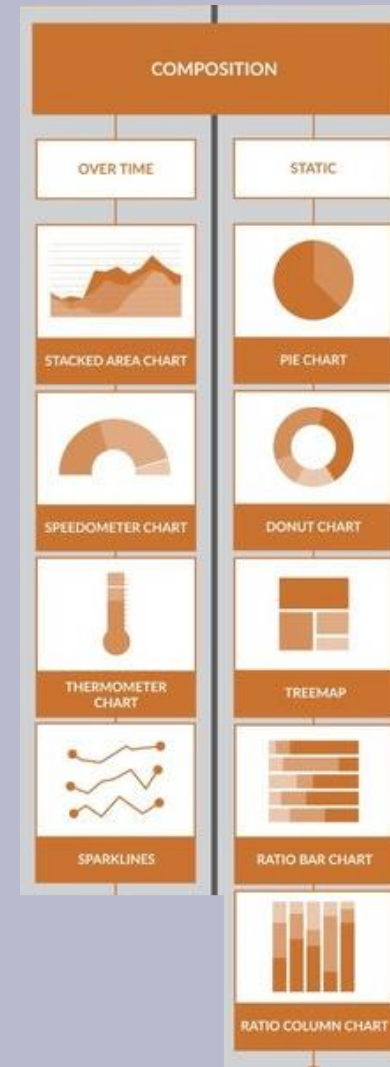 COMPOSITION
OVER TIME
STACKED AREA CHART
SPEEDOMETER CHART
THERMOMETER
CHART
SPARKLINES
STATIC
PIE CHART
DONUT CHART
TREEMAP
RATIO BAR CHART
RATIO COLUMN CHART